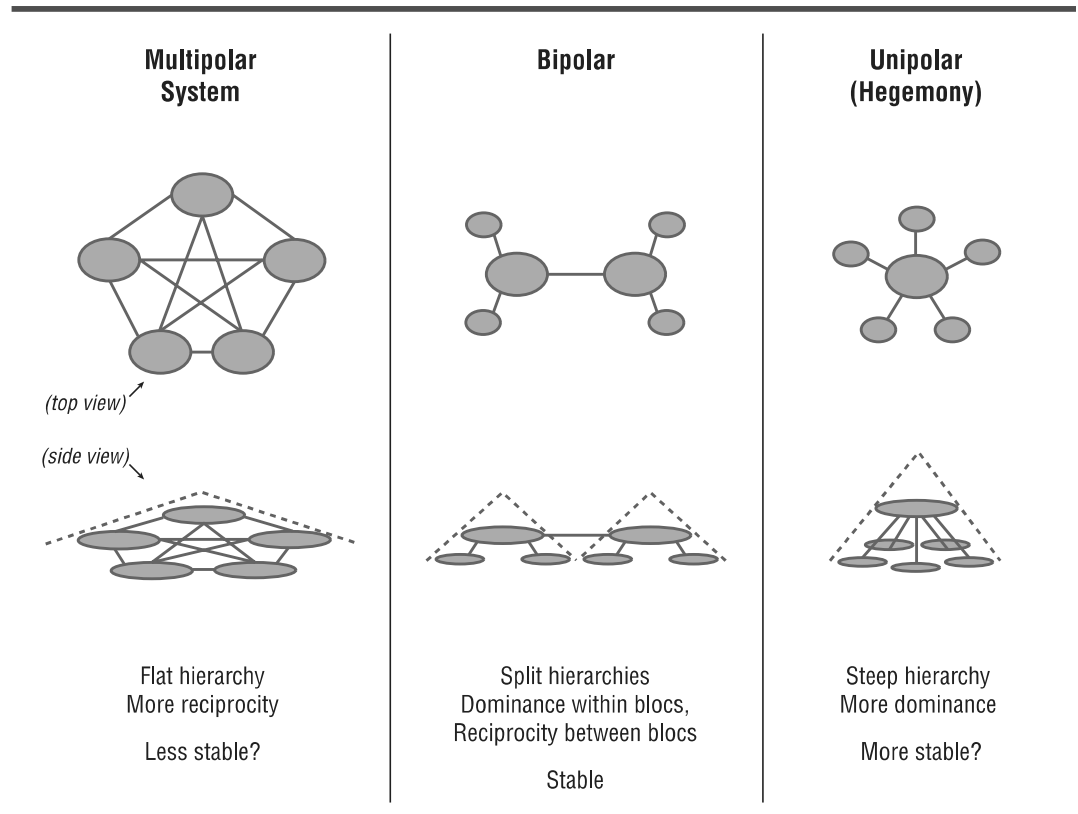 Multipolar
System
(top view)
(side view)
Flat hierarchy
More reciprocity
Less stable?
Bipolar
Split hierarchies
Dominance within blocs,
Reciprocity between blocs
Stable
Unipolar
(Hegemony)
Steep hierarchy
More dominance
More stable?